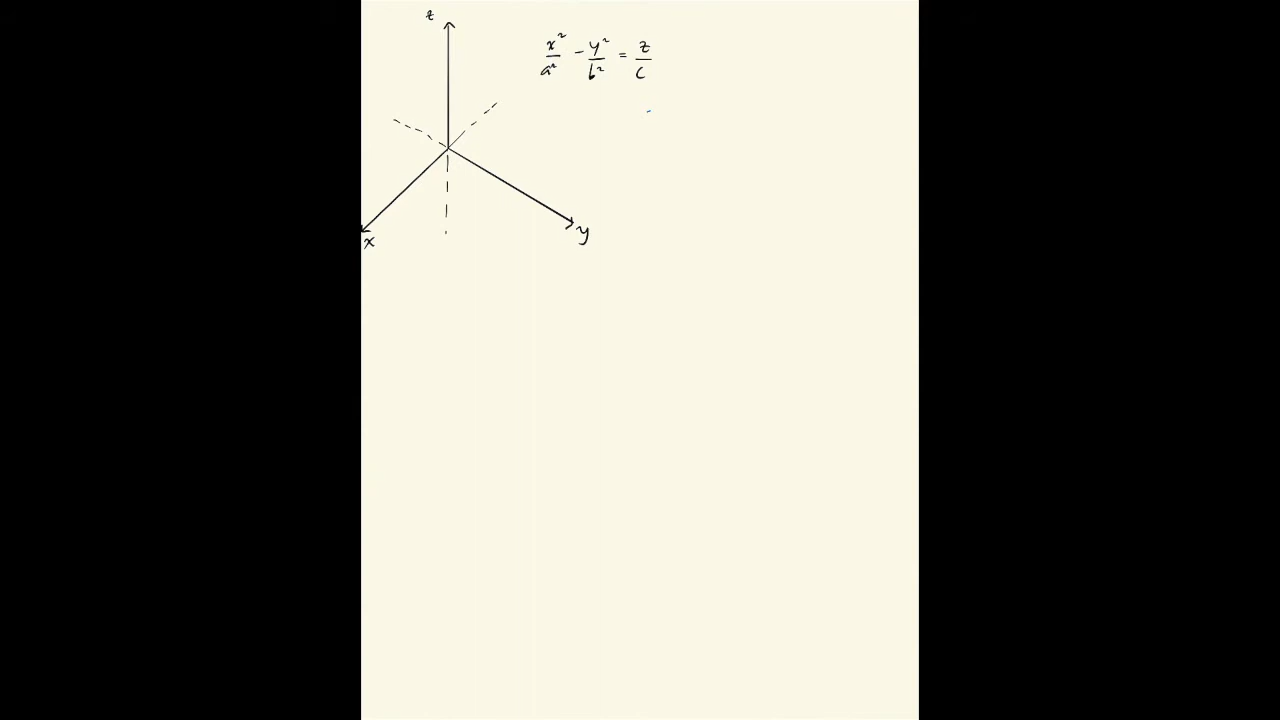 z
x²/a² - y²/b² = z/c
x
y